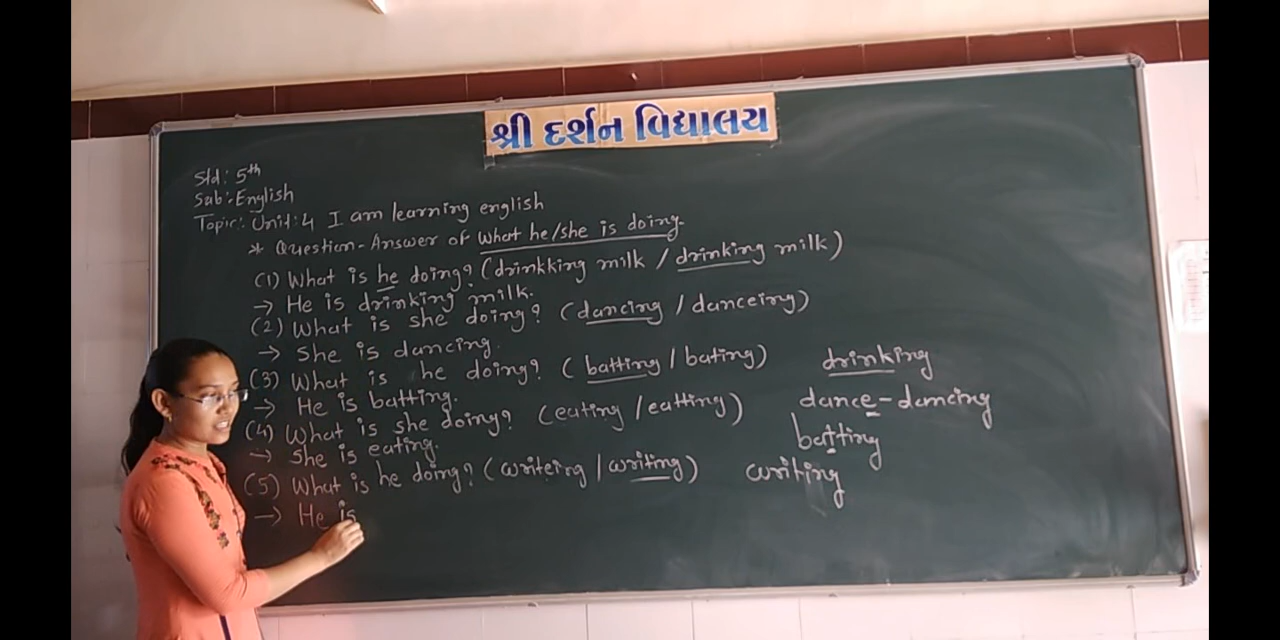 શ્રી દર્શન વિદ્યાલય
Std: 5th
Sub: English
Topic: Unit: 4 I am learning english
* Question-Answer of what he/she is doing.
(1) What is he doing? (drinkking milk / drinking milk)
→ He is drinking milk.
(2) What is she doing? (dancing / danceing)
→ She is dancing.
(3) What is he doing? (batting / bating)
→ He is batting.
(4) What is she doing? (eating / eatting)
→ She is eating.
(5) What is he doing? (writeing / writing)
→ He is
drinking
dance - dancing
batting
writing